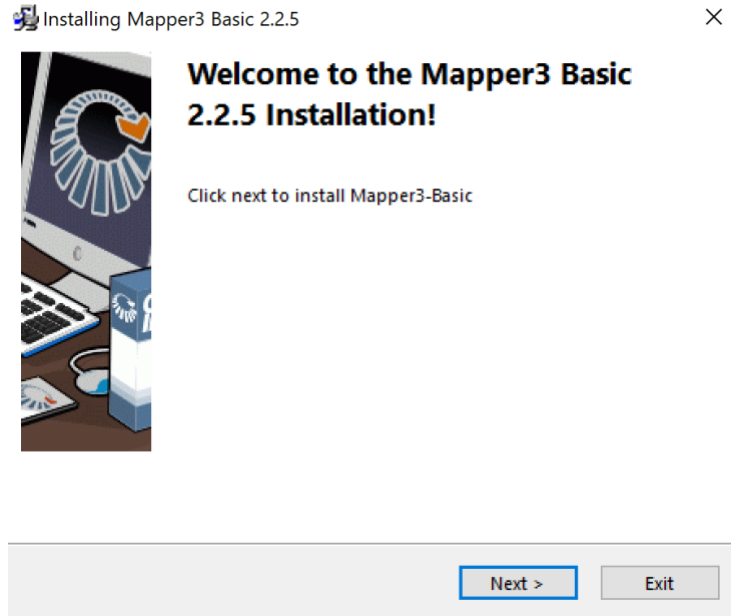 Installing Mapper3 Basic 2.2.5
Welcome to the Mapper3 Basic
2.2.5 Installation!
Click next to install Mapper3-Basic
Next >
Exit